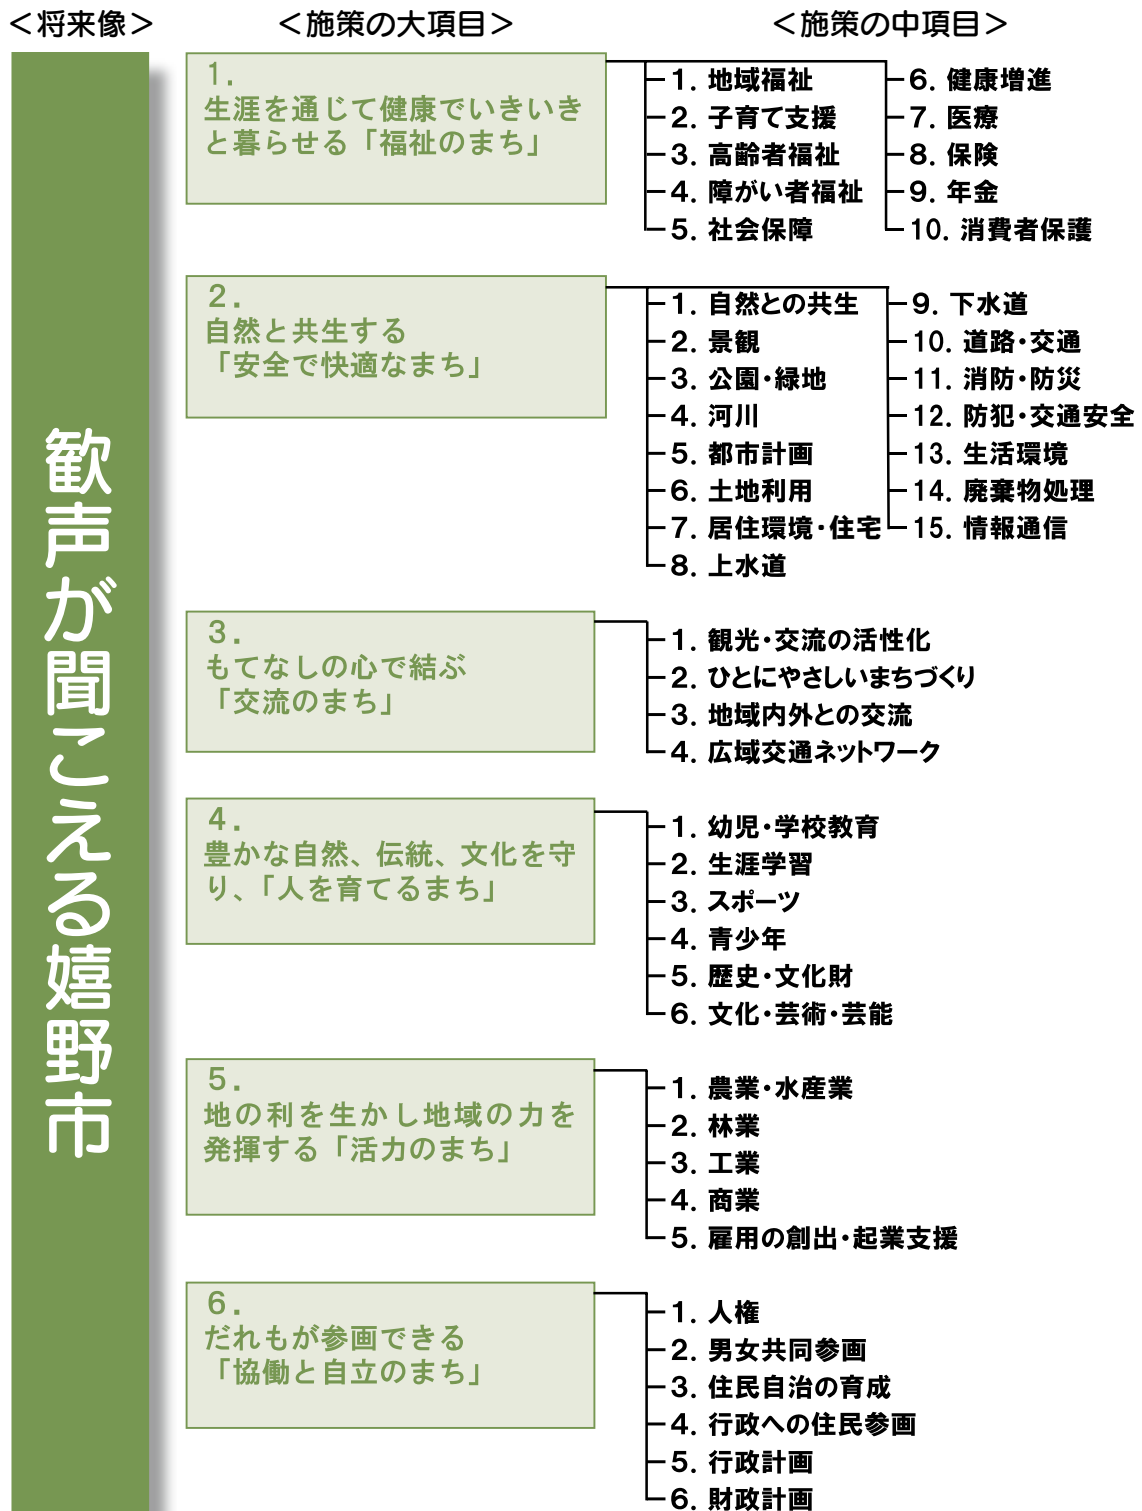 ＜将来像＞
＜施策の大項目＞
＜施策の中項目＞
歓声が聞こえる嬉野市
1.
生涯を通じて健康でいきいき
と暮らせる「福祉のまち」
1. 地域福祉
2. 子育て支援
3. 高齢者福祉
4. 障がい者福祉
5. 社会保障
6. 健康増進
7. 医療
8. 保険
9. 年金
10. 消費者保護
2.
自然と共生する
「安全で快適なまち」
1. 自然との共生
2. 景観
3. 公園・緑地
4. 河川
5. 都市計画
6. 土地利用
7. 居住環境・住宅
8. 上水道
9. 下水道
10. 道路・交通
11. 消防・防災
12. 防犯・交通安全
13. 生活環境
14. 廃棄物処理
15. 情報通信
3.
もてなしの心で結ぶ
「交流のまち」
1. 観光・交流の活性化
2. ひとにやさしいまちづくり
3. 地域内外との交流
4. 広域交通ネットワーク
4.
豊かな自然、伝統、文化を守
り、「人を育てるまち」
1. 幼児・学校教育
2. 生涯学習
3. スポーツ
4. 青少年
5. 歴史・文化財
6. 文化・芸術・芸能
5.
地の利を生かし地域の力を
発揮する「活力のまち」
1. 農業・水産業
2. 林業
3. 工業
4. 商業
5. 雇用の創出・起業支援
6.
だれもが参画できる
「協働と自立のまち」
1. 人権
2. 男女共同参画
3. 住民自治の育成
4. 行政への住民参画
5. 行政計画
6. 財政計画